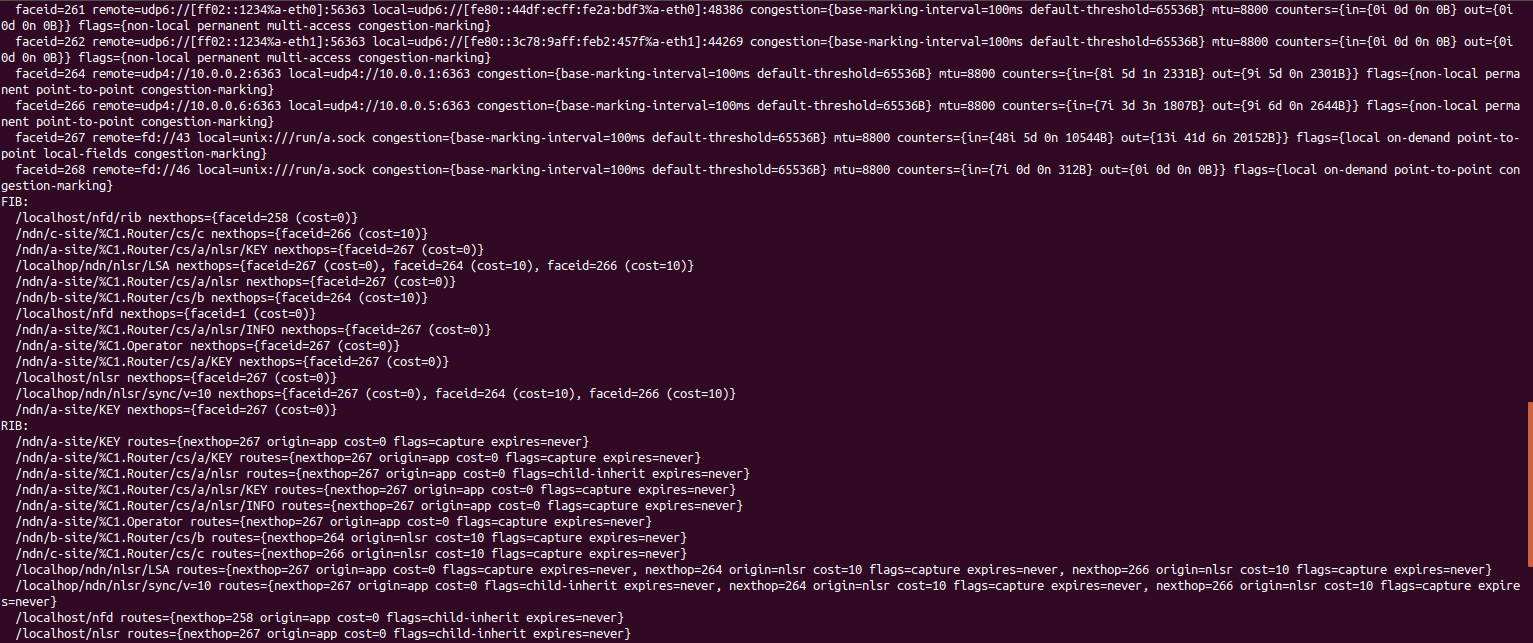 faceid=261 remote=udp6://[ff02::1234%a-eth0]:56363 local=udp6://[fe80::44df:ecff:fe2a:bdf3%a-eth0]:48386 congestion={base-marking-interval=100ms default-threshold=65536B} mtu=8800 counters={in={0i 0d 0n 0B} out={0i
0d 0n 0B}} flags={non-local permanent multi-access congestion-marking}
faceid=262 remote=udp6://[ff02::1234%a-eth1]:56363 local=udp6://[fe80::3c78:9aff:feb2:457f%a-eth1]:44269 congestion={base-marking-interval=100ms default-threshold=65536B} mtu=8800 counters={in={0i 0d 0n 0B} out={0i
0d 0n 0B}} flags={non-local permanent multi-access congestion-marking}
faceid=264 remote=udp4://10.0.0.2:6363 local=udp4://10.0.0.1:6363 congestion={base-marking-interval=100ms default-threshold=65536B} mtu=8800 counters={in={8i 5d 1n 2331B} out={9i 5d 0n 2301B}} flags={non-local perma
nent point-to-point congestion-marking}
faceid=266 remote=udp4://10.0.0.6:6363 local=udp4://10.0.0.5:6363 congestion={base-marking-interval=100ms default-threshold=65536B} mtu=8800 counters={in={7i 3d 3n 1807B} out={9i 6d 0n 2644B}} flags={non-local perma
nent point-to-point congestion-marking}
faceid=267 remote=fd://43 local=unix:///run/a.sock congestion={base-marking-interval=100ms default-threshold=65536B} mtu=8800 counters={in={48i 5d 0n 10544B} out={13i 41d 6n 20152B}} flags={local on-demand point-to-
point local-fields congestion-marking}
faceid=268 remote=fd://46 local=unix:///run/a.sock congestion={base-marking-interval=100ms default-threshold=65536B} mtu=8800 counters={in={7i 0d 0n 312B} out={0i 0d 0n 0B}} flags={local on-demand point-to-point con
gestion-marking}
FIB:
/localhost/nfd/rib nexthops={faceid=258 (cost=0)}
/ndn/c-site/%C1.Router/cs/c nexthops={faceid=266 (cost=10)}
/ndn/a-site/%C1.Router/cs/a/nlsr/KEY nexthops={faceid=267 (cost=0)}
/localhop/ndn/nlsr/LSA nexthops={faceid=267 (cost=0), faceid=264 (cost=10), faceid=266 (cost=10)}
/ndn/a-site/%C1.Router/cs/a/nlsr nexthops={faceid=267 (cost=0)}
/ndn/b-site/%C1.Router/cs/b nexthops={faceid=264 (cost=10)}
/localhost/nfd nexthops={faceid=1 (cost=0)}
/ndn/a-site/%C1.Router/cs/a/nlsr/INFO nexthops={faceid=267 (cost=0)}
/ndn/a-site/%C1.Operator nexthops={faceid=267 (cost=0)}
/ndn/a-site/%C1.Router/cs/a/KEY nexthops={faceid=267 (cost=0)}
/localhost/nlsr nexthops={faceid=267 (cost=0)}
/localhop/ndn/nlsr/sync/v=10 nexthops={faceid=267 (cost=0), faceid=264 (cost=10), faceid=266 (cost=10)}
/ndn/a-site/KEY nexthops={faceid=267 (cost=0)}
RIB:
/ndn/a-site/KEY routes={nexthop=267 origin=app cost=0 flags=capture expires=never}
/ndn/a-site/%C1.Router/cs/a/KEY routes={nexthop=267 origin=app cost=0 flags=capture expires=never}
/ndn/a-site/%C1.Router/cs/a/nlsr routes={nexthop=267 origin=app cost=0 flags=child-inherit expires=never}
/ndn/a-site/%C1.Router/cs/a/nlsr/KEY routes={nexthop=267 origin=app cost=0 flags=capture expires=never}
/ndn/a-site/%C1.Router/cs/a/nlsr/INFO routes={nexthop=267 origin=app cost=0 flags=capture expires=never}
/ndn/a-site/%C1.Operator routes={nexthop=267 origin=app cost=0 flags=capture expires=never}
/ndn/b-site/%C1.Router/cs/b routes={nexthop=264 origin=nlsr cost=10 flags=capture expires=never}
/ndn/c-site/%C1.Router/cs/c routes={nexthop=266 origin=nlsr cost=10 flags=capture expires=never}
/localhop/ndn/nlsr/LSA routes={nexthop=267 origin=app cost=0 flags=capture expires=never, nexthop=264 origin=nlsr cost=10 flags=capture expires=never, nexthop=266 origin=nlsr cost=10 flags=capture expires=never}
/localhop/ndn/nlsr/sync/v=10 routes={nexthop=267 origin=app cost=0 flags=child-inherit expires=never, nexthop=264 origin=nlsr cost=10 flags=capture expires=never, nexthop=266 origin=nlsr cost=10 flags=capture expire
s=never}
/localhost/nfd routes={nexthop=258 origin=app cost=0 flags=child-inherit expires=never}
/localhost/nlsr routes={nexthop=267 origin=app cost=0 flags=child-inherit expires=never}